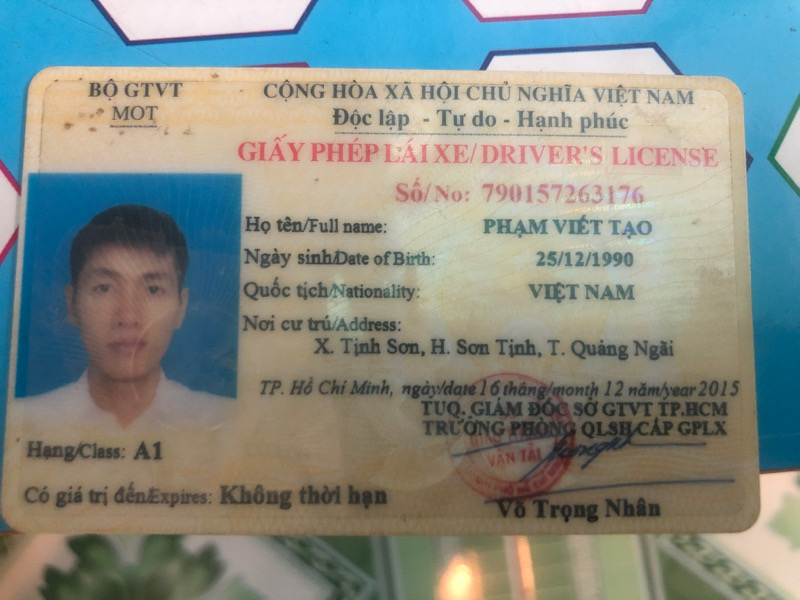 BỘ GTVT
MOT
CỘNG HÒA XÃ HỘI CHỦ NGHĨA VIỆT NAM
Độc lập - Tự do - Hạnh phúc
GIẤY PHÉP LÁI XE/DRIVER'S LICENSE
Số/No: 790157263176
Họ tên/Full name: PHẠM VIẾT TẠO
Ngày sinh/Date of Birth: 25/12/1990
Quốc tịch/Nationality: VIỆT NAM
Nơi cư trú/Address:
X. Tịnh Sơn, H. Sơn Tịnh, T. Quảng Ngãi
TP. Hồ Chí Minh, ngày/date 16 tháng/month 12 năm/year 2015
TUQ. GIÁM ĐỐC SỞ GTVT TP.HCM
TRƯỞNG PHÒNG QLSH, CẤP GPLX
VẬN TẢI
Võ Trọng Nhân
Hạng/Class: A1
Có giá trị đến/Expires: Không thời hạn